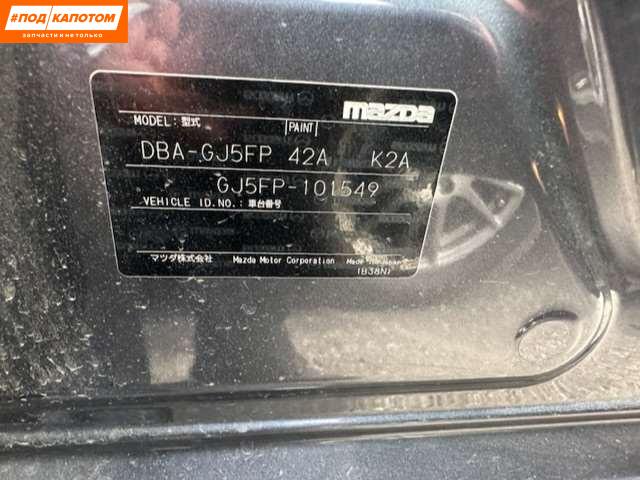 #ПОД КАПОТОМ
запчасти и не только
mazda
MODEL: 型式 PAINT
DBA-GJ5FP 42A K2A
GJ5FP-101549
VEHICLE ID.NO.: 車台番号
マツダ株式会社 Mazda Motor Corporation Made in Japan
(B38N)